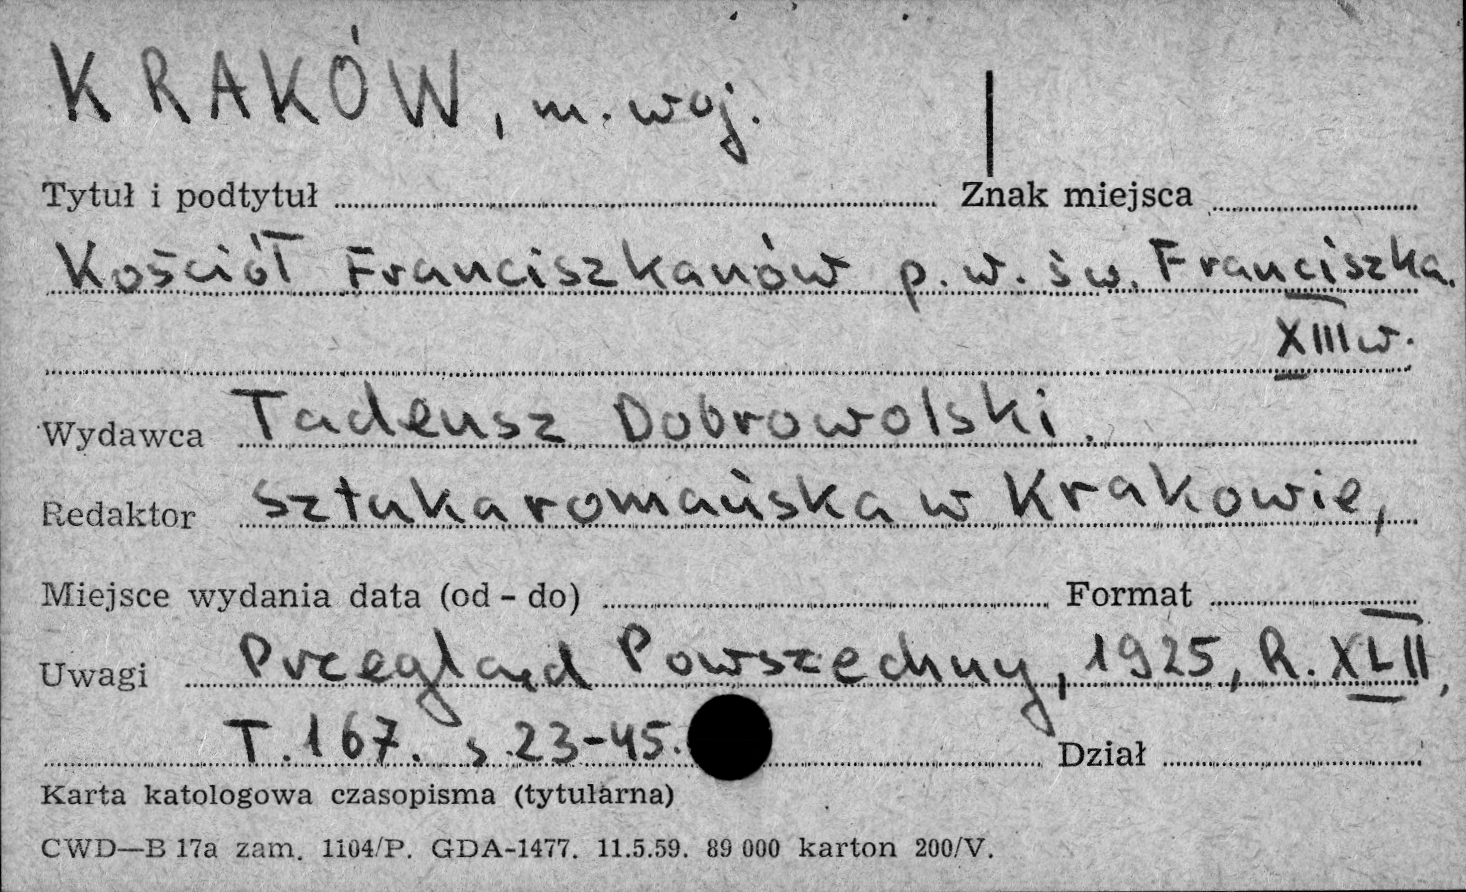 KRAKÓW, m. woj.
Tytuł i podtytuł Znak miejsca
Kościół Franciszkanów p.w. św. Franciszka.
XIII w.
Wydawca Tadeusz Dobrowolski.
Redaktor Sztuka romańska w Krakowie,
Miejsce wydania data (od - do) Format
Uwagi Przegląd Powszechny, 1925, R. XLII,
T. 167. s. 23-45. Dział
Karta katologowa czasopisma (tytularna)
CWD—B 17a zam. 1104/P. GDA-1477. 11.5.59. 89 000 karton 200/V.